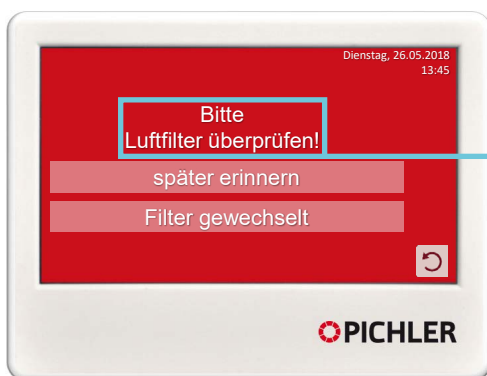 Dienstag, 26.05.2018
13:45
Bitte
Luftfilter überprüfen!
später erinnern
Filter gewechselt
PICHLER